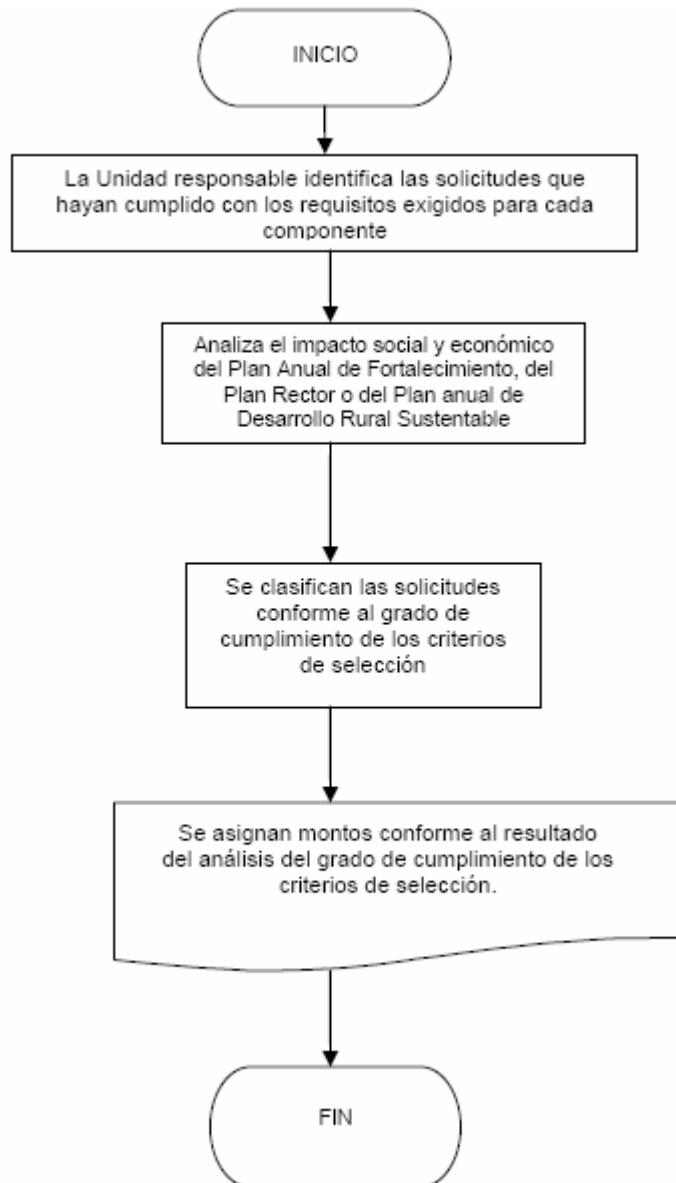 INICIO
La Unidad responsable identifica las solicitudes que
hayan cumplido con los requisitos exigidos para cada
componente
Analiza el impacto social y económico
del Plan Anual de Fortalecimiento, del
Plan Rector o del Plan anual de
Desarrollo Rural Sustentable
Se clasifican las solicitudes
conforme al grado de
cumplimiento de los criterios
de selección
Se asignan montos conforme al resultado
del análisis del grado de cumplimiento de los
criterios de selección.
FIN